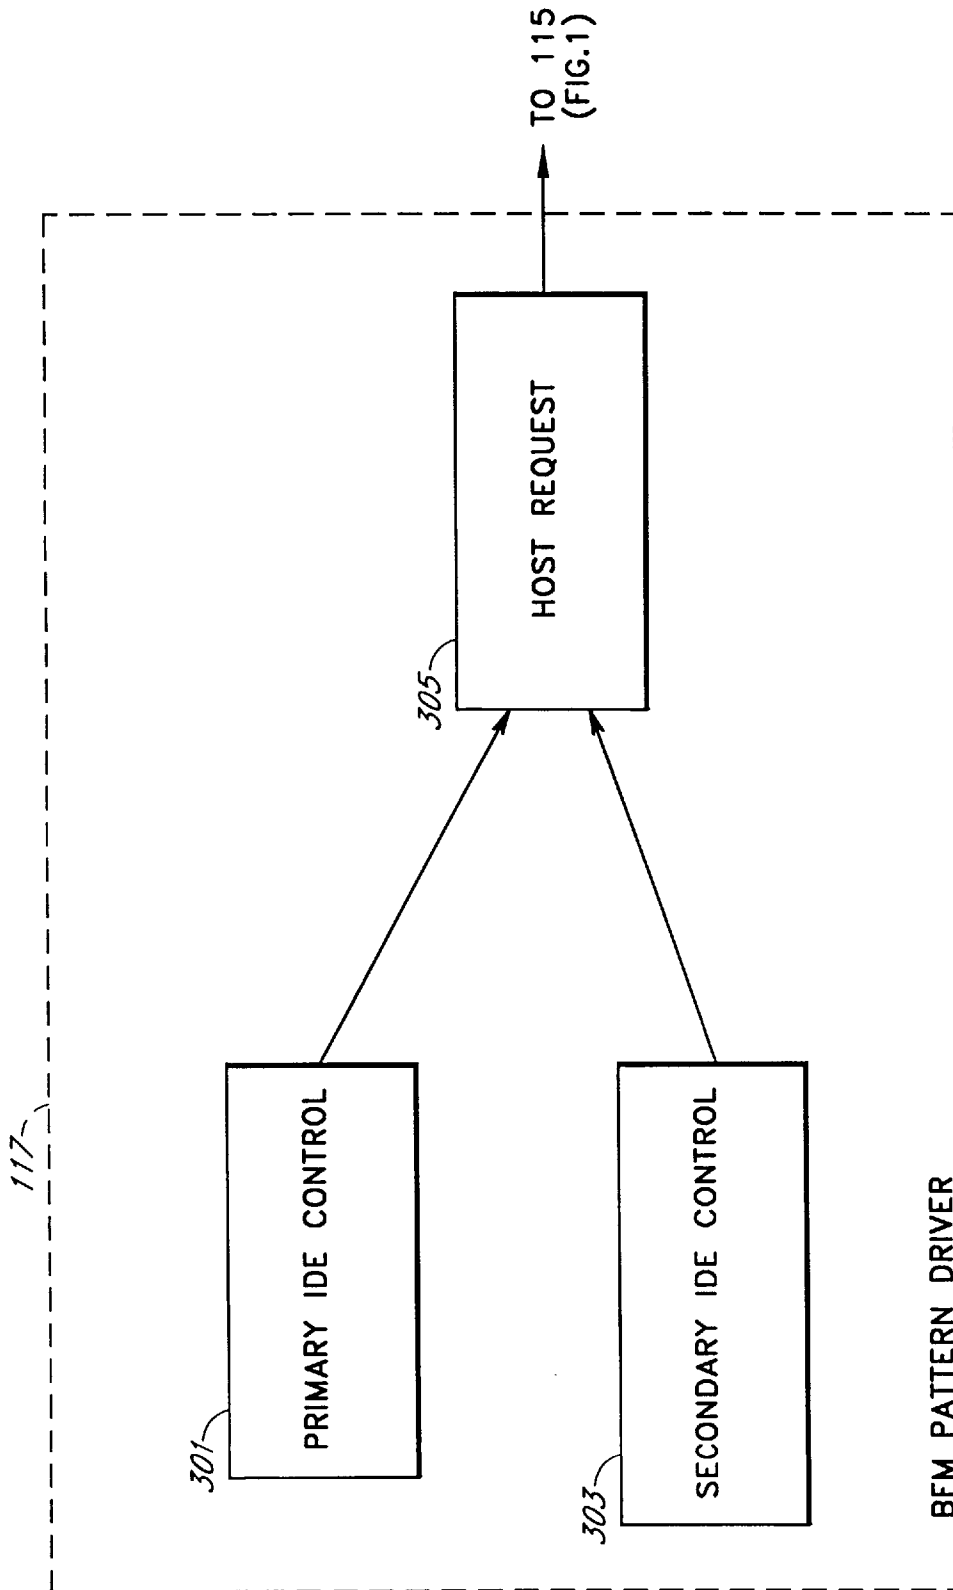 117
301
PRIMARY IDE CONTROL
305
HOST REQUEST
TO 115
(FIG.1)
303
SECONDARY IDE CONTROL
BFM PATTERN DRIVER